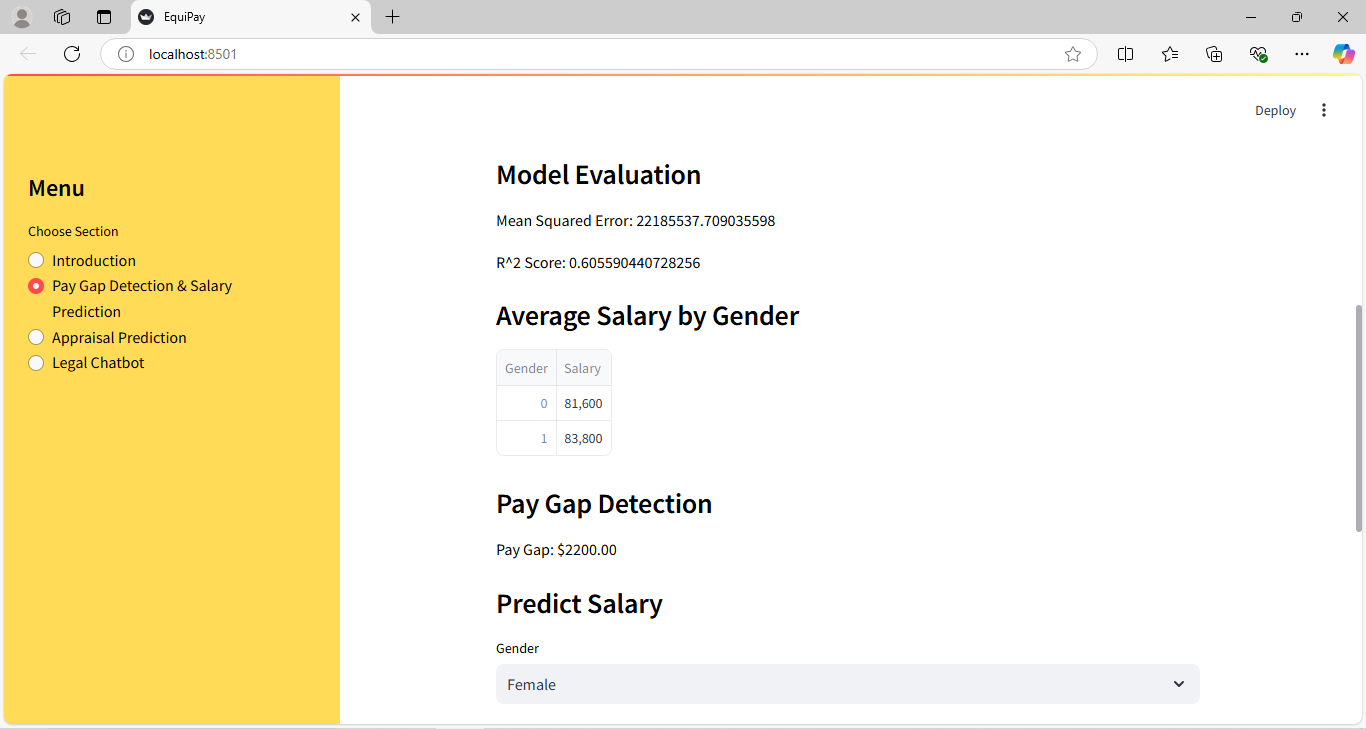 EquiPay
localhost:8501
Deploy
Menu
Choose Section
Introduction
Pay Gap Detection & Salary
Prediction
Appraisal Prediction
Legal Chatbot
Model Evaluation
Mean Squared Error: 22185537.709035598
R^2 Score: 0.605590440728256
Average Salary by Gender
Gender Salary
0 81,600
1 83,800
Pay Gap Detection
Pay Gap: $2200.00
Predict Salary
Gender
Female